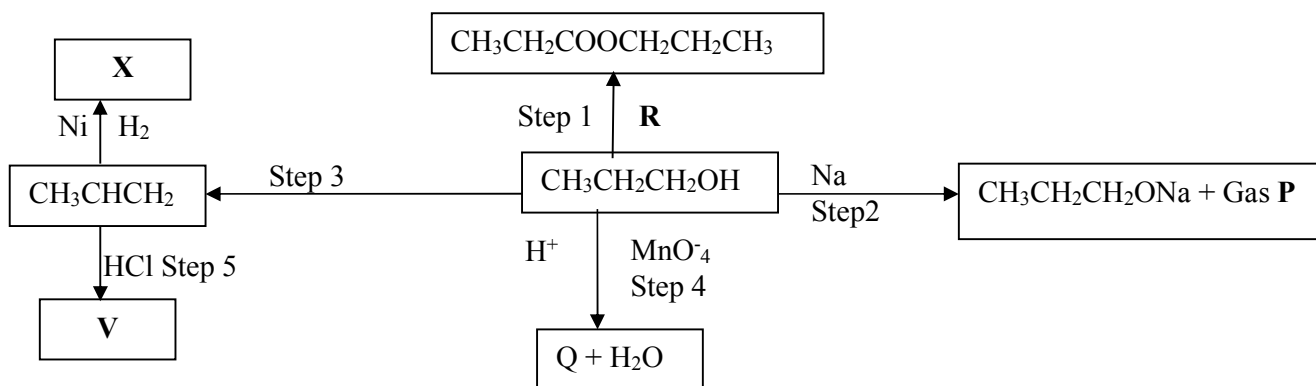 CH₃CH₂COOCH₂CH₂CH₃
X
Step 1 R
Ni H₂
CH₃CHCH₂
Step 3
CH₃CH₂CH₂OH
Na
Step2
CH₃CH₂CH₂ONa + Gas P
HCl Step 5
H⁺ MnO⁻₄
Step 4
V
Q + H₂O